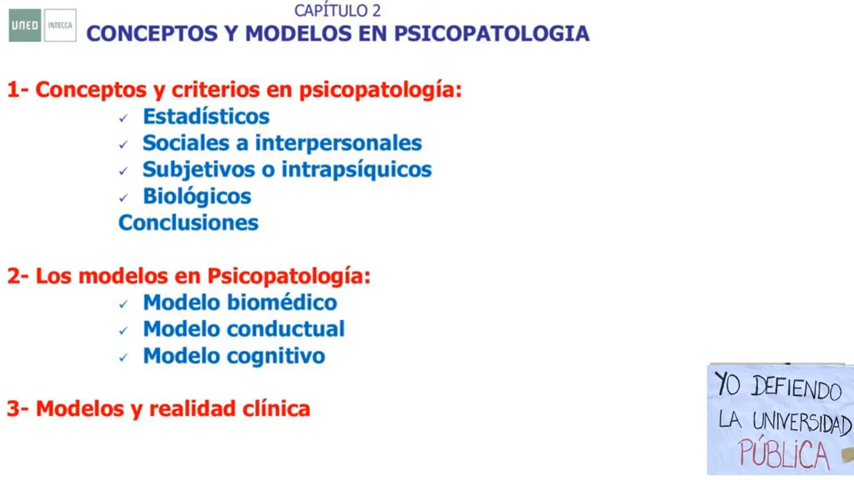 CAPÍTULO 2
UNED
INTECCA
CONCEPTOS Y MODELOS EN PSICOPATOLOGIA
1- Conceptos y criterios en psicopatología:
✓ Estadísticos
✓ Sociales a interpersonales
✓ Subjetivos o intrapsíquicos
✓ Biológicos
Conclusiones
2- Los modelos en Psicopatología:
✓ Modelo biomédico
✓ Modelo conductual
✓ Modelo cognitivo
3- Modelos y realidad clínica
YO DEFIENDO
LA UNIVERSIDAD
PÚBLICA